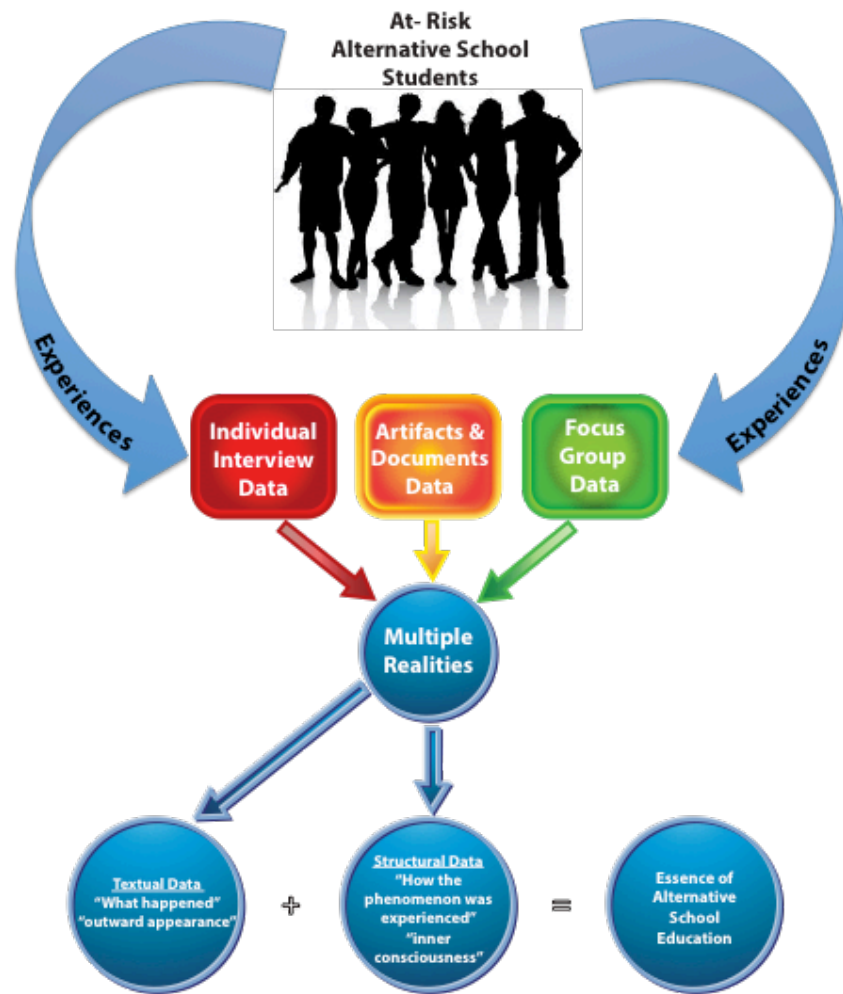 At- Risk
Alternative School
Students
Experiences
Experiences
Individual
Interview
Data
Artifacts &
Documents
Data
Focus
Group
Data
Multiple
Realities
Textual Data
“What happened”
“outward appearance”
+
Structural Data
“How the
phenomenon was
experienced”
“inner
consciousness”
=
Essence of
Alternative
School
Education